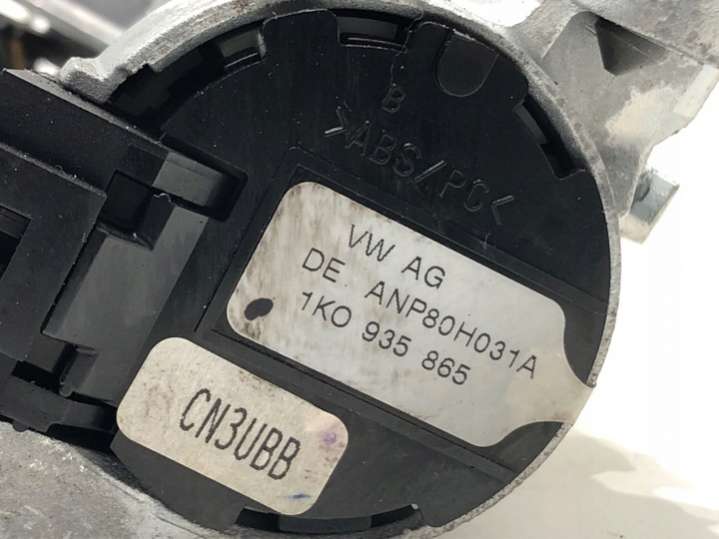 B
>ABS/PC<
VW AG
DE. ANP80H031A
1K0 935 865
CN3UBB